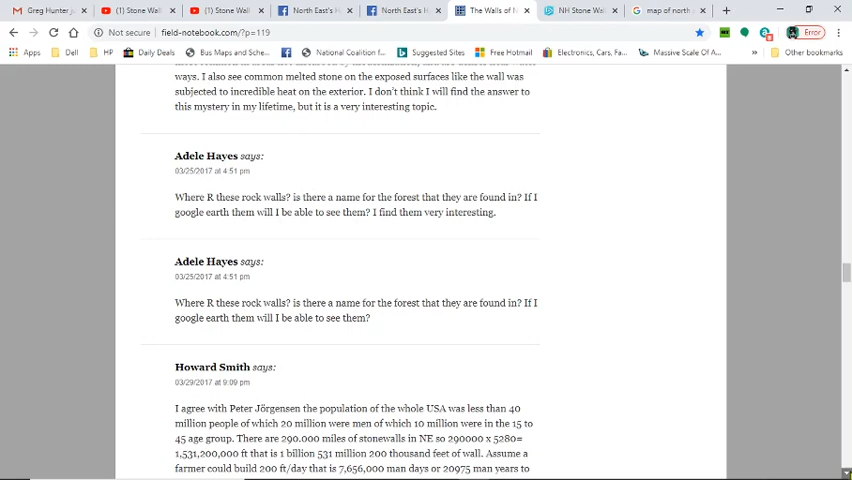 Greg Hunter ju
(1) Stone Wall
(1) Stone Wall
North East's H
North East's H
The Walls of N
NH Stone Wal
map of north
Not secure field-notebook.com/?p=119
Error
Apps Dell HP Daily Deals Bus Maps and Sche National Coalition f Suggested Sites Free Hotmail Electronics, Cars, Fa Massive Scale A Other bookmarks
ways. I also see common melted stone on the exposed surfaces like the wall was
subjected to incredible heat on the exterior. I don't think I will find the answer to
this mystery in my lifetime, but it is a very interesting topic.
Adele Hayes says:
03/25/2017 at 4:51 pm
Where R these rock walls? is there a name for the forest that they are found in? If I
google earth them will I be able to see them? I find them very interesting.
Adele Hayes says:
03/25/2017 at 4:51 pm
Where R these rock walls? is there a name for the forest that they are found in? If I
google earth them will I be able to see them?
Howard Smith says:
03/29/2017 at 9:09 pm
I agree with Peter Jörgensen the population of the whole USA was less than 40
million people of which 20 million were men of which 10 million were in the 15 to
45 age group. There are 290.000 miles of stonewalls in NE so 290000 x 5280=
1,531,200,000 ft that is 1 billion 531 million 200 thousand feet of wall. Assume a
farmer could build 200 ft/day that is 7,656,000 man days or 20975 man years to